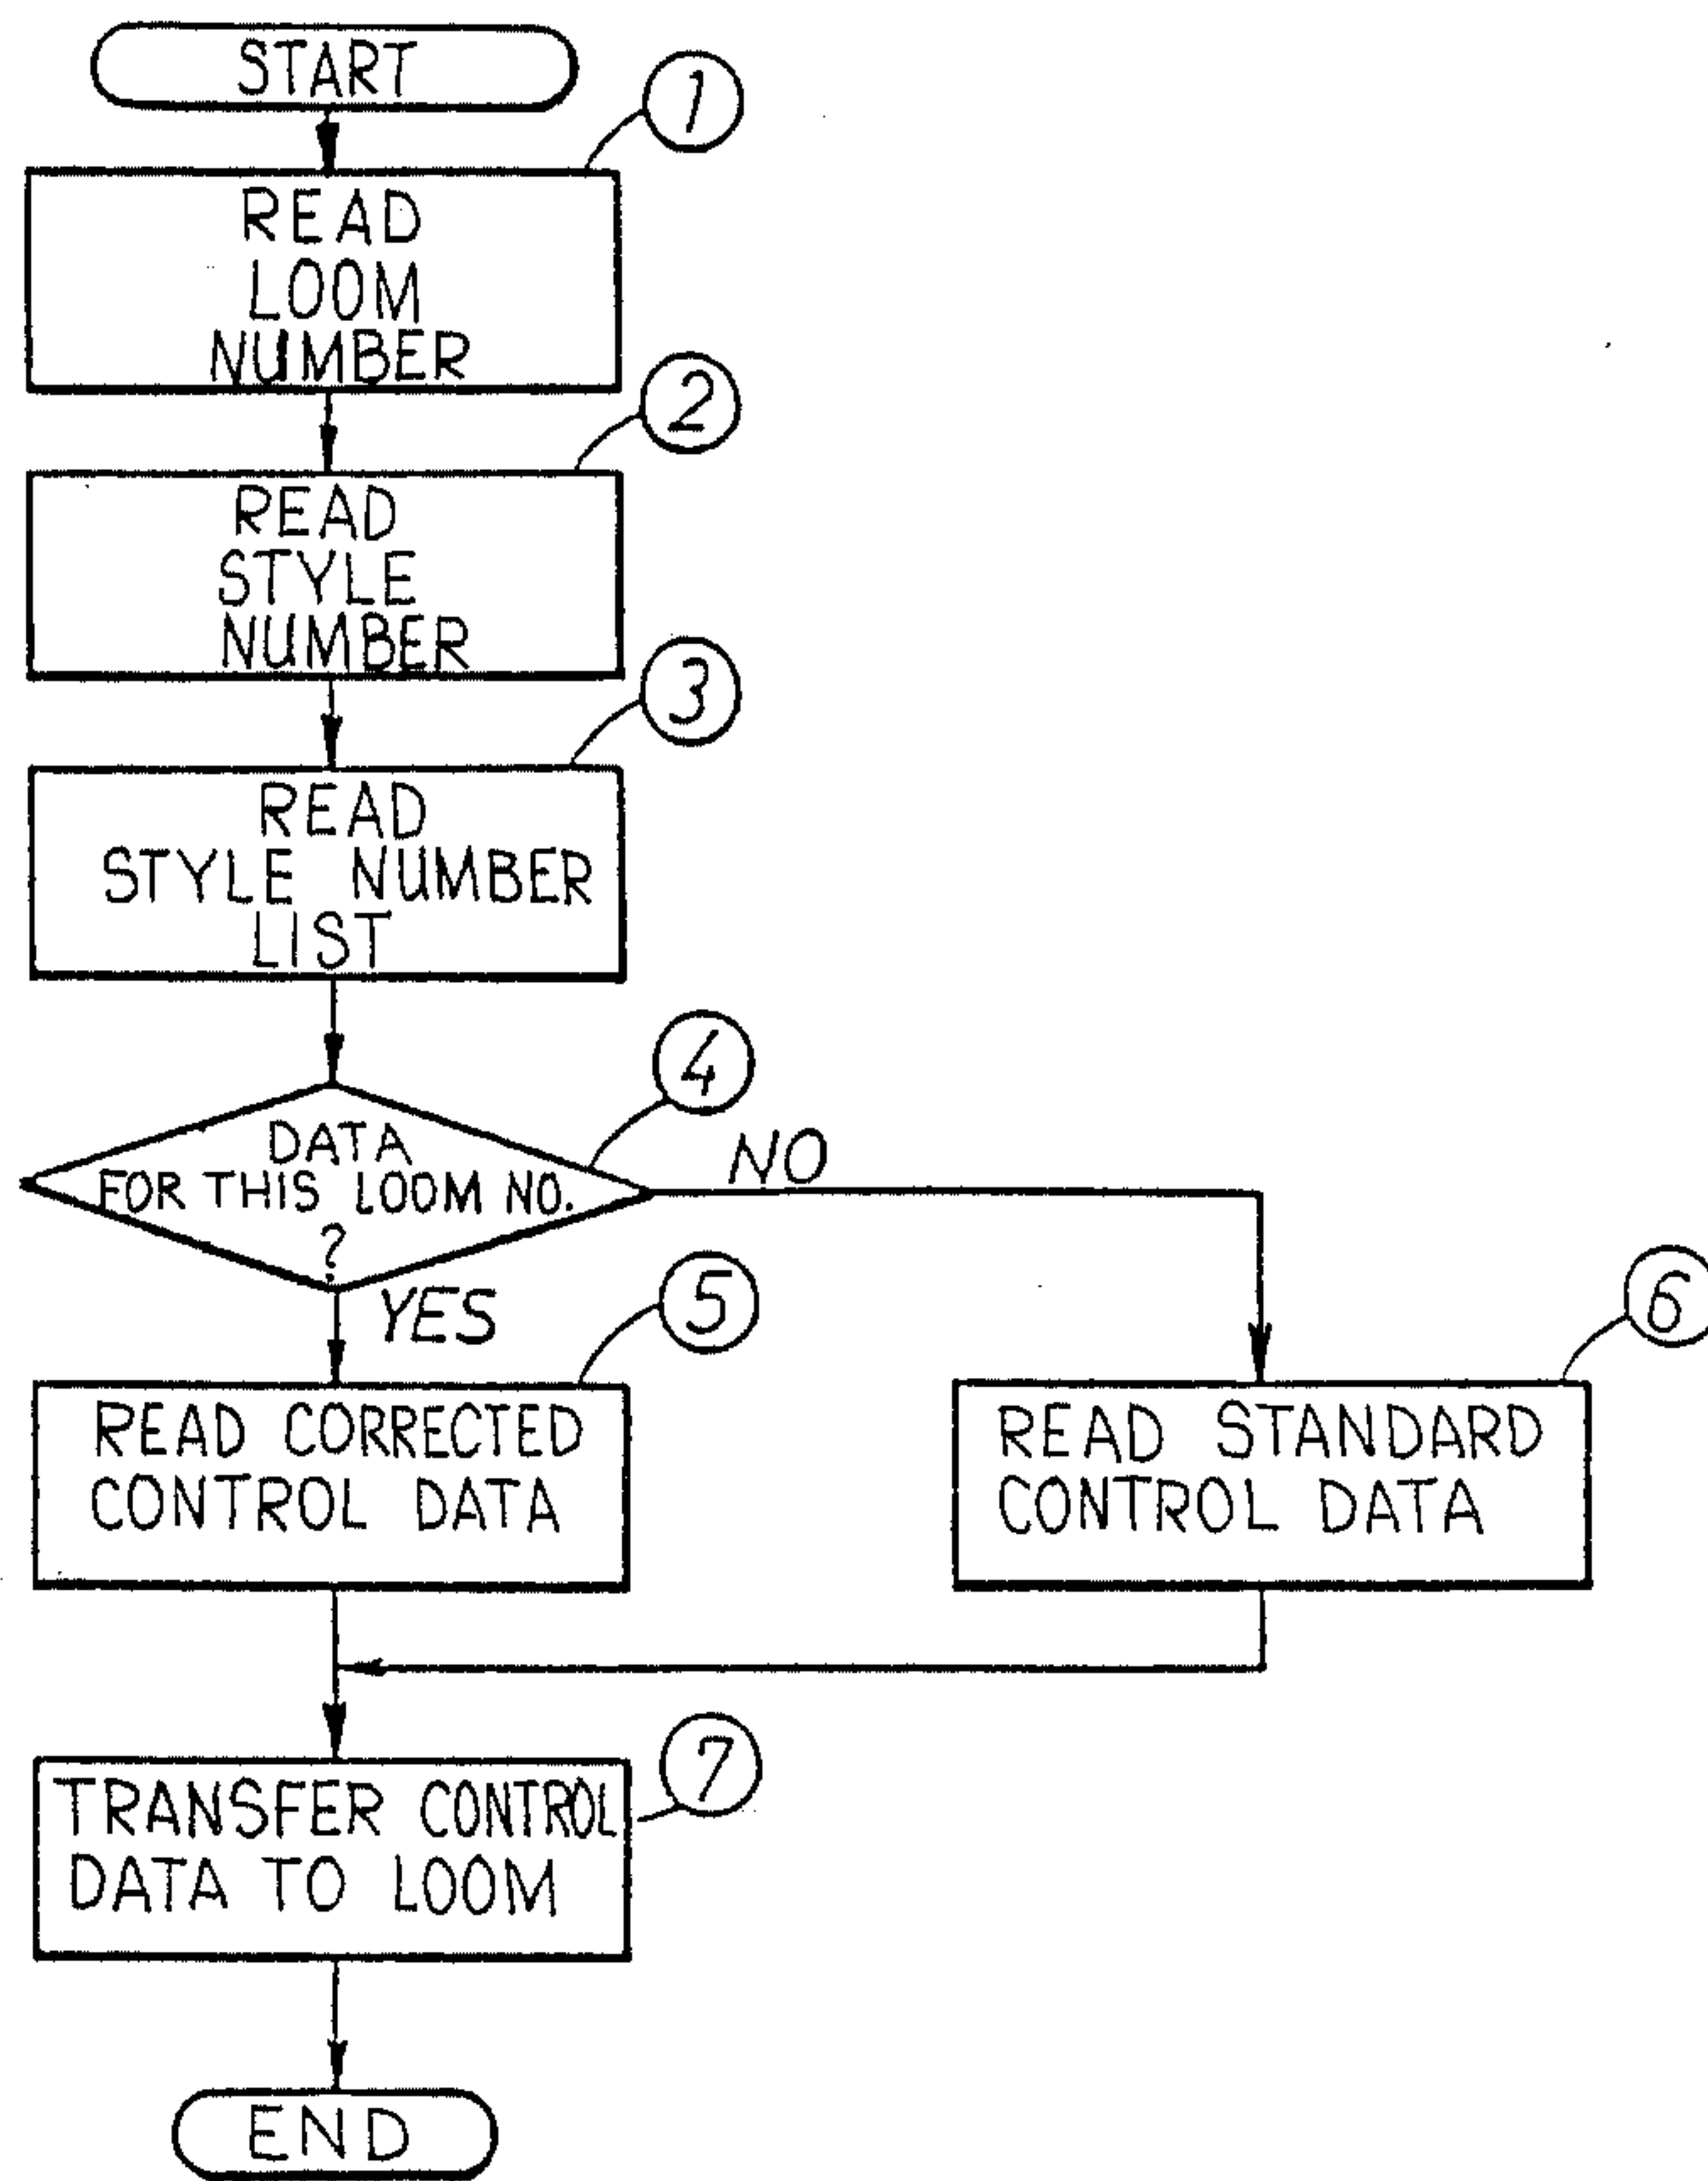 START
1
READ
LOOM
NUMBER
2
READ
STYLE
NUMBER
3
READ
STYLE NUMBER
LIST
4
DATA
FOR THIS LOOM NO.
?
NO
YES
5
READ CORRECTED
CONTROL DATA
6
READ STANDARD
CONTROL DATA
7
TRANSFER CONTROL
DATA TO LOOM
END